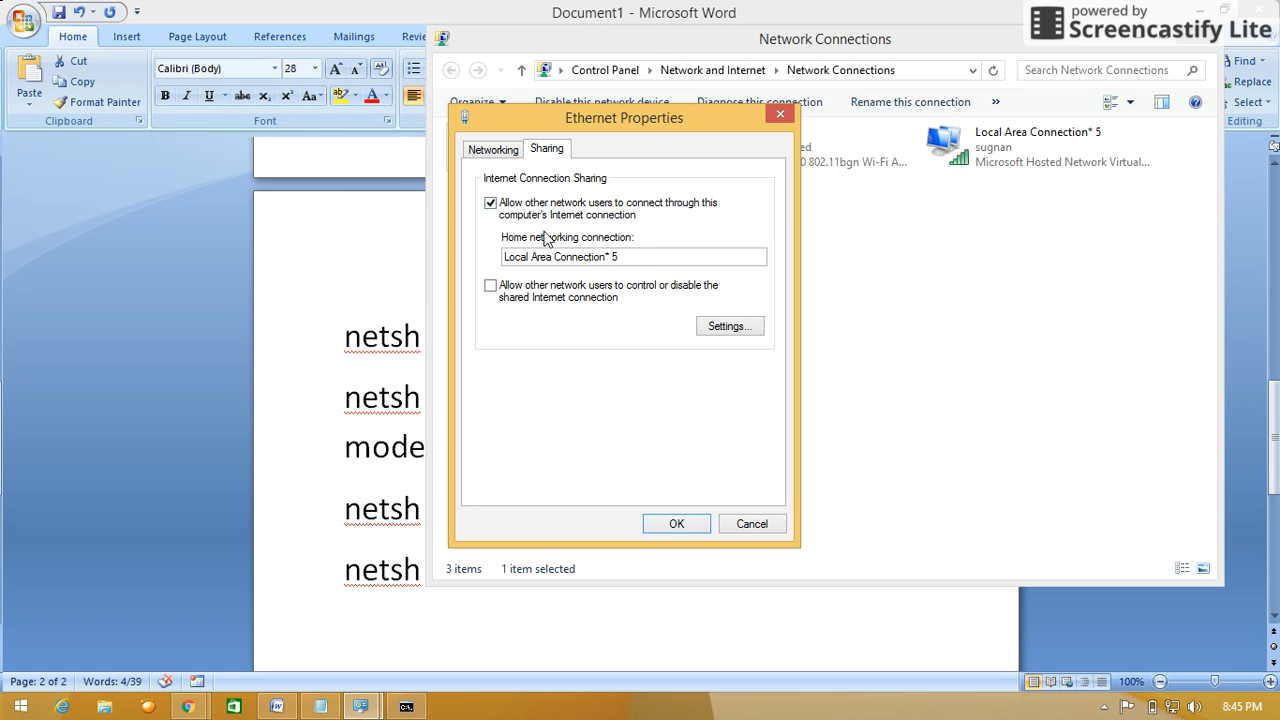 Document1 - Microsoft Word
powered by
Screencastify Lite
Home
Insert
Page Layout
References
Mailings
Cut
Copy
Format Painter
Paste
Clipboard
Calibri (Body)
28
B I U abc X₂ X² Aa
Font
Find
Replace
Select
Editing
Network Connections
Control Panel
Network and Internet
Network Connections
Search Network Connections
Organize
Disable this network device
Diagnose this connection
Rename this connection
»
Local Area Connection* 5
sugnan
Microsoft Hosted Network Virtual...
0 802.11bgn Wi-Fi A...
Ethernet Properties
Networking
Sharing
Internet Connection Sharing
Allow other network users to connect through this
computer's Internet connection
Home networking connection:
Local Area Connection* 5
Allow other network users to control or disable the
shared Internet connection
Settings...
OK
Cancel
3 items
1 item selected
netsh
netsh
mode
netsh
netsh
Page: 2 of 2
Words: 4/39
100%
8:45 PM